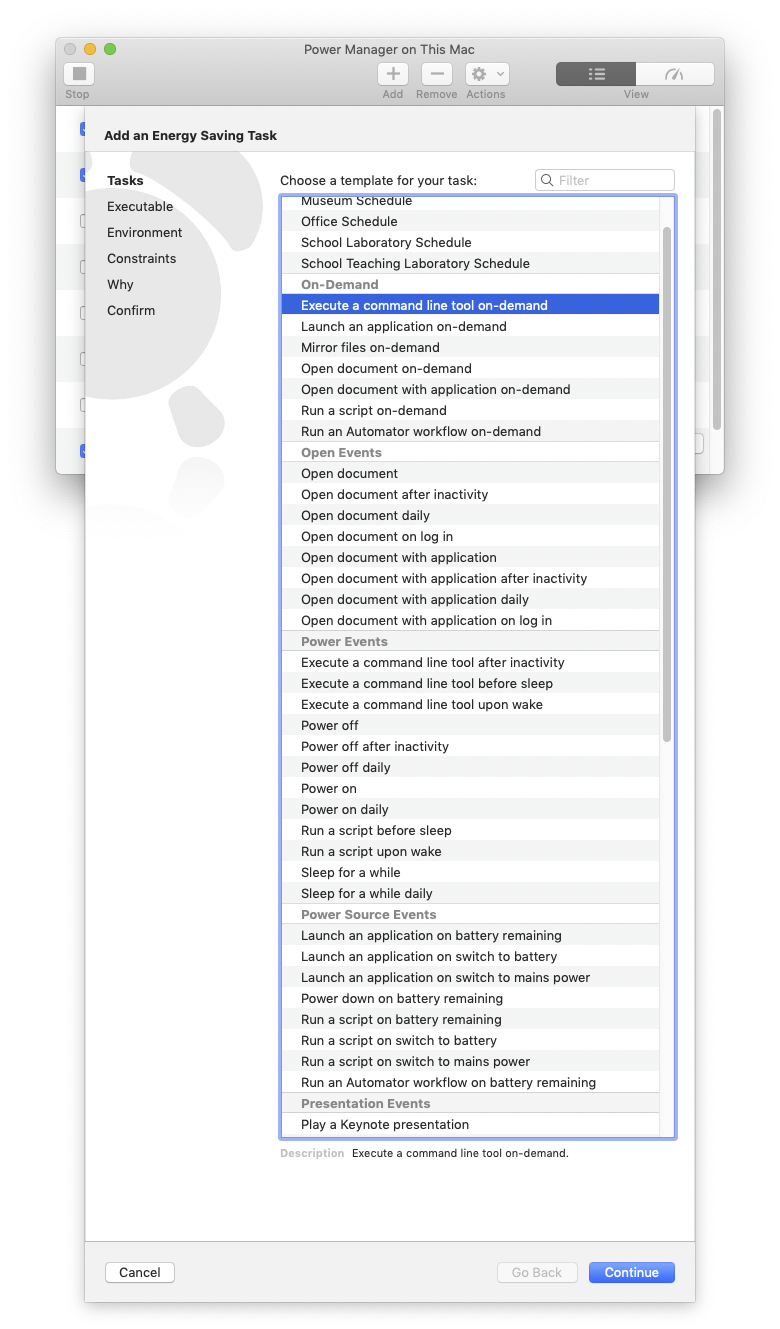 Power Manager on This Mac
Stop
Add
Remove
Actions
View
Add an Energy Saving Task
Tasks
Executable
Environment
Constraints
Why
Confirm
Choose a template for your task:
Filter
Museum Schedule
Office Schedule
School Laboratory Schedule
School Teaching Laboratory Schedule
On-Demand
Execute a command line tool on-demand
Launch an application on-demand
Mirror files on-demand
Open document on-demand
Open document with application on-demand
Run a script on-demand
Run an Automator workflow on-demand
Open Events
Open document
Open document after inactivity
Open document daily
Open document on log in
Open document with application
Open document with application after inactivity
Open document with application daily
Open document with application on log in
Power Events
Execute a command line tool after inactivity
Execute a command line tool before sleep
Execute a command line tool upon wake
Power off
Power off after inactivity
Power off daily
Power on
Power on daily
Run a script before sleep
Run a script upon wake
Sleep for a while
Sleep for a while daily
Power Source Events
Launch an application on battery remaining
Launch an application on switch to battery
Launch an application on switch to mains power
Power down on battery remaining
Run a script on battery remaining
Run a script on switch to battery
Run a script on switch to mains power
Run an Automator workflow on battery remaining
Presentation Events
Play a Keynote presentation
Description Execute a command line tool on-demand.
Cancel
Go Back
Continue